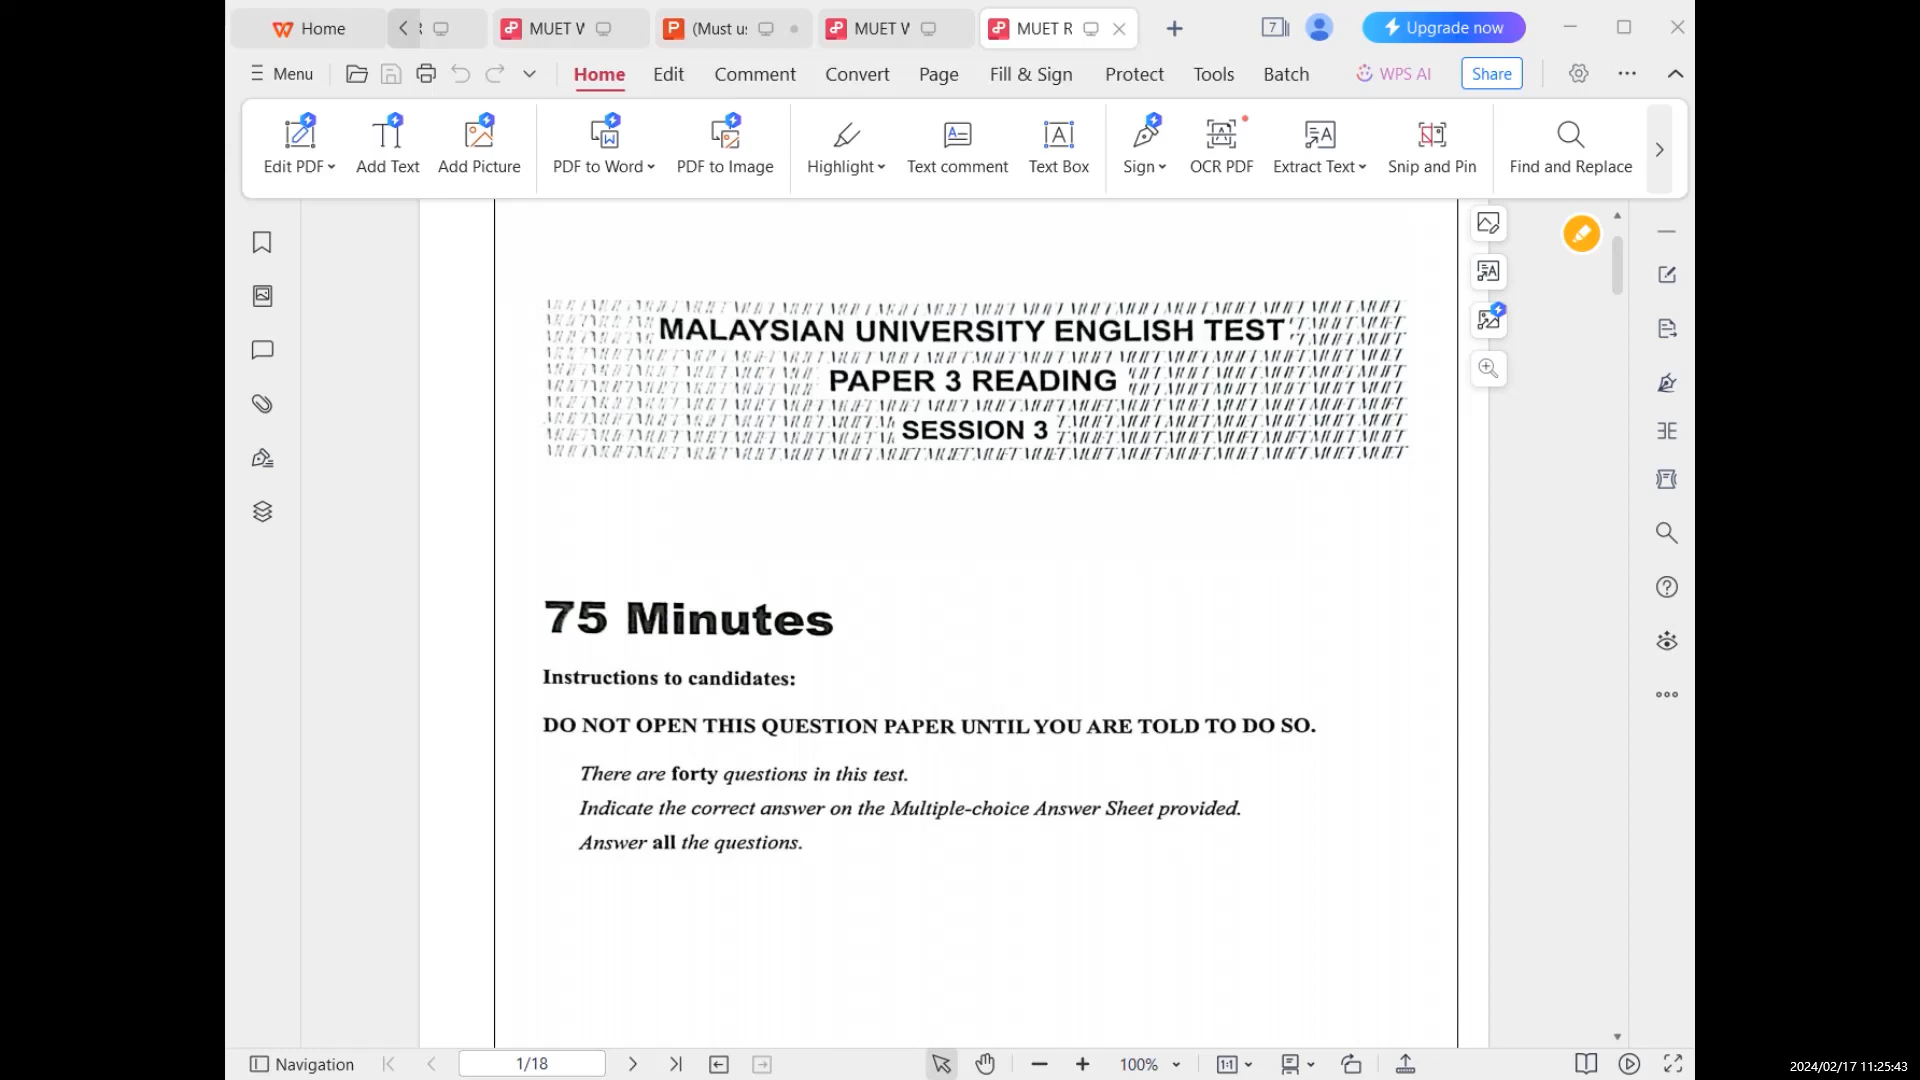 Home
MUET W
(Must u:
MUET W
MUET R
7
Upgrade now
Menu
Home
Edit
Comment
Convert
Page
Fill & Sign
Protect
Tools
Batch
WPS AI
Share
Edit PDF
Add Text
Add Picture
PDF to Word
PDF to Image
Highlight
Text comment
Text Box
Sign
OCR PDF
Extract Text
Snip and Pin
Find and Replace
MALAYSIAN UNIVERSITY ENGLISH TEST
PAPER 3 READING
SESSION 3
75 Minutes
Instructions to candidates:
DO NOT OPEN THIS QUESTION PAPER UNTIL YOU ARE TOLD TO DO SO.
There are forty questions in this test.
Indicate the correct answer on the Multiple-choice Answer Sheet provided.
Answer all the questions.
Navigation
1/18
100%
2024/02/17 11:25:43